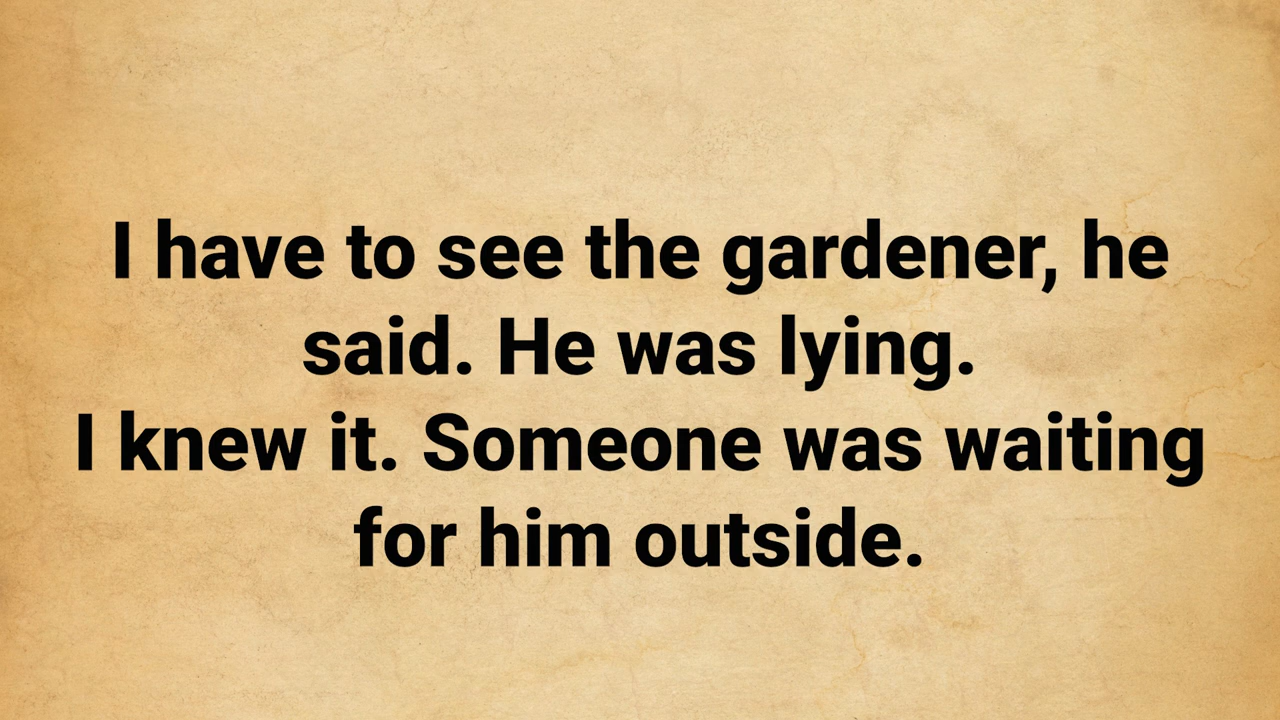 I have to see the gardener, he
said. He was lying.
I knew it. Someone was waiting
for him outside.